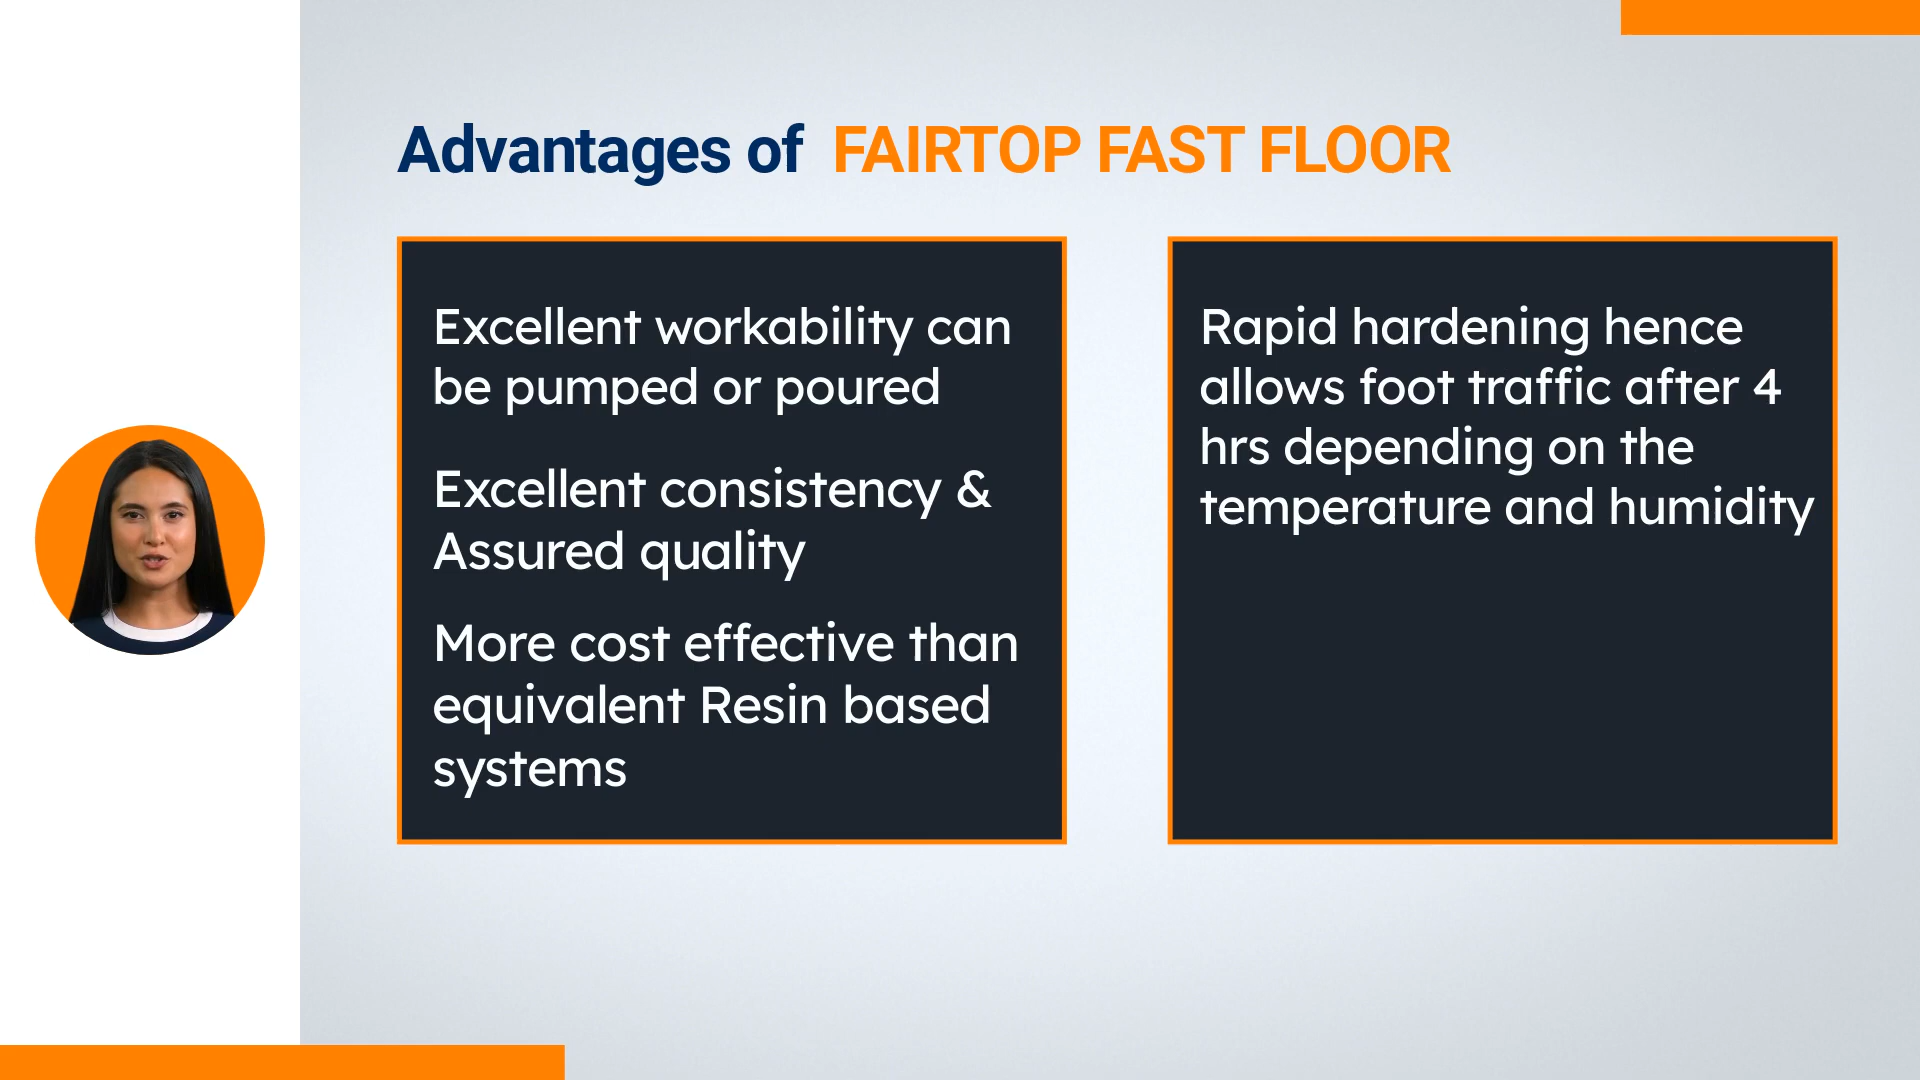 Advantages of FAIRTOP FAST FLOOR
Excellent workability can
be pumped or poured
Excellent consistency &
Assured quality
More cost effective than
equivalent Resin based
systems
Rapid hardening hence
allows foot traffic after 4
hrs depending on the
temperature and humidity